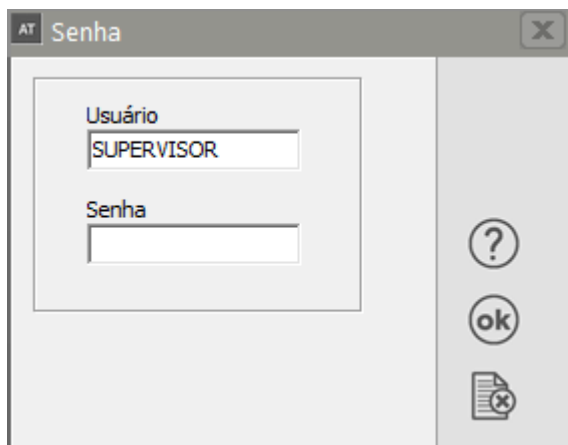 AT Senha
Usuário
SUPERVISOR
Senha
?
ok